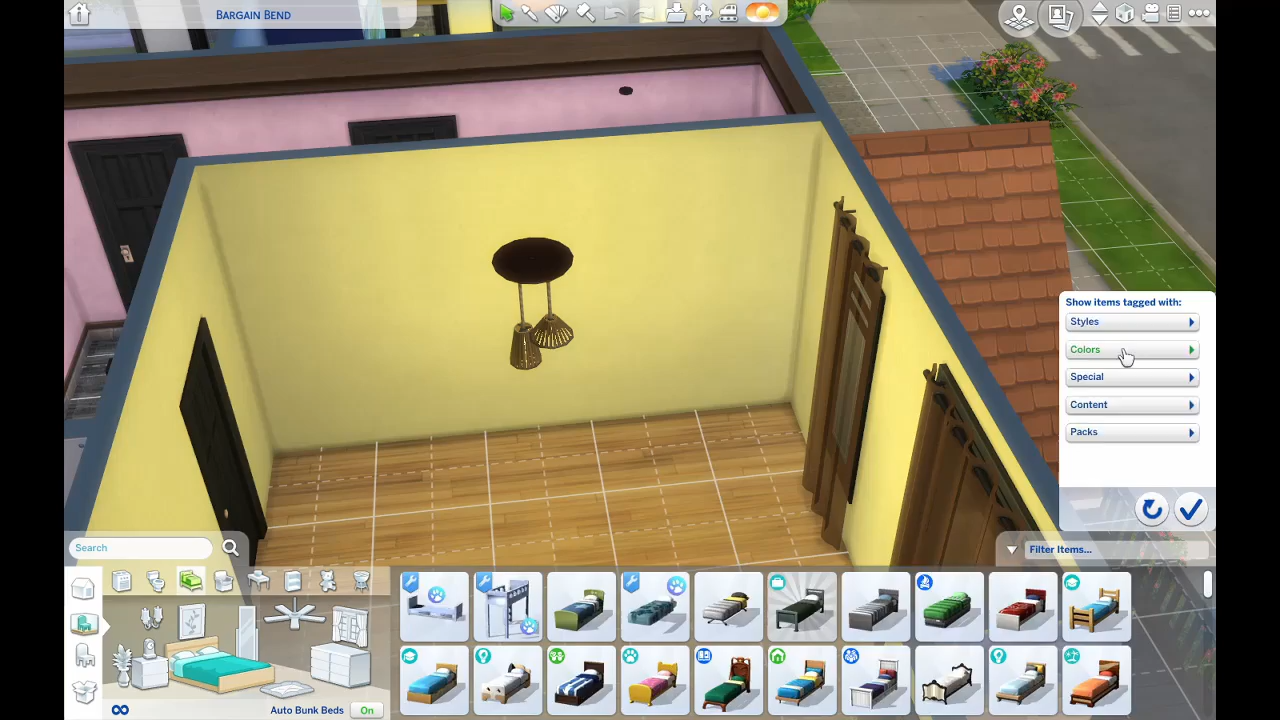 BARGAIN BEND
Show items tagged with:
Styles
Colors
Special
Content
Packs
Search
Filter Items...
Auto Bunk Beds
On